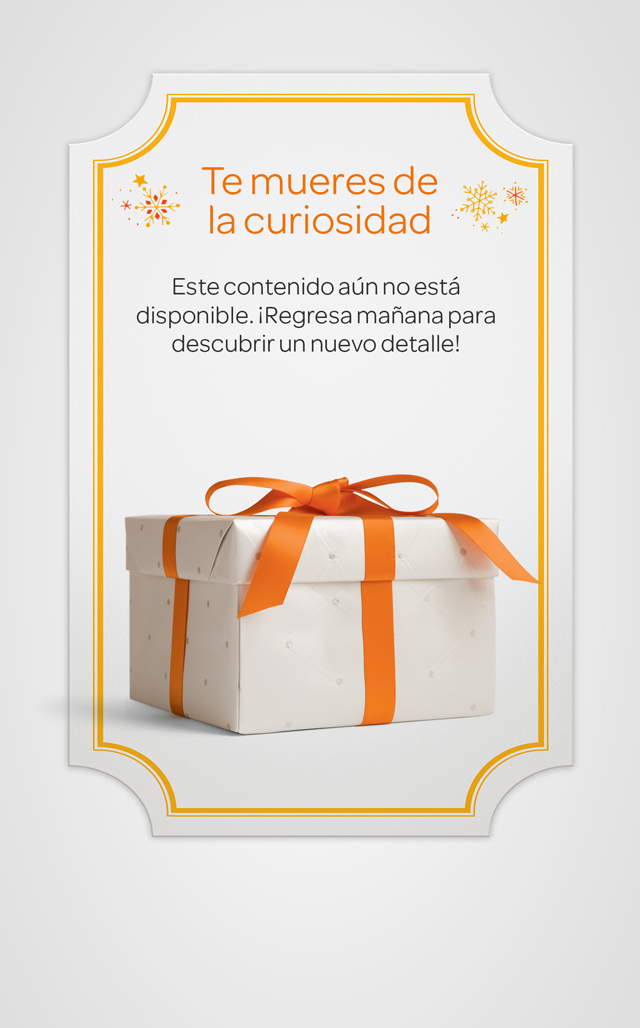 Te mueres de
la curiosidad
Este contenido aún no está
disponible. ¡Regresa mañana para
descubrir un nuevo detalle!